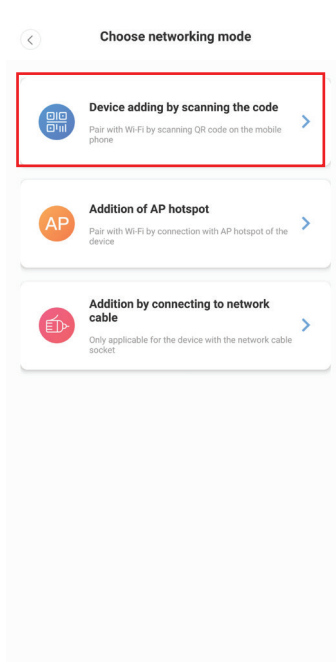 Choose networking mode
Device adding by scanning the code
Pair with Wi-Fi by scanning QR code on the mobile
phone
AP
Addition of AP hotspot
Pair with Wi-Fi by connection with AP hotspot of the
device
Addition by connecting to network
cable
Only applicable for the device with the network cable
socket